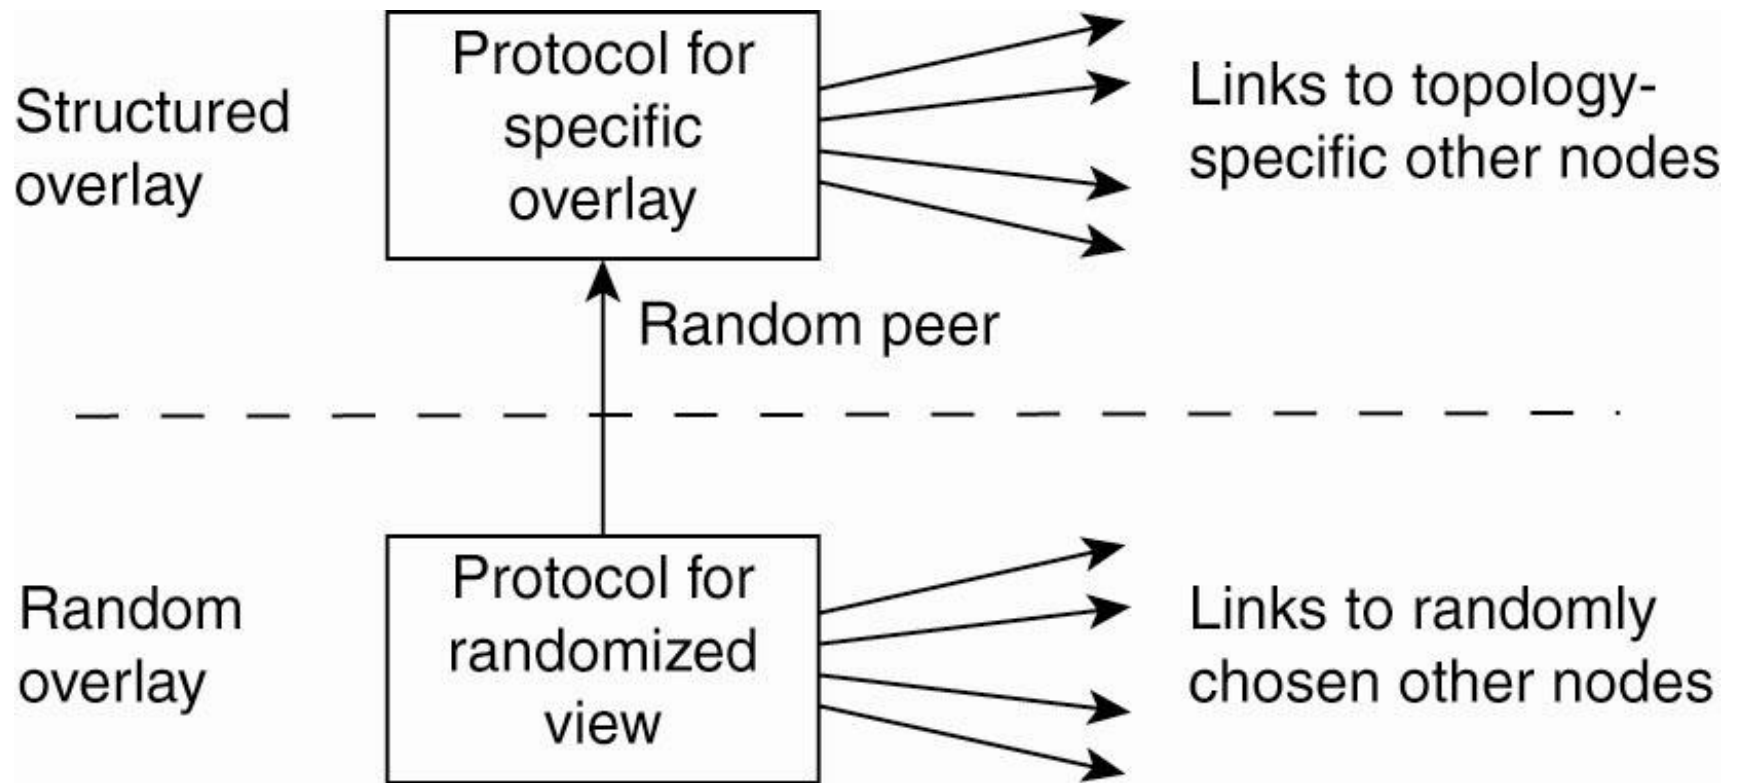 Structured
overlay
Protocol for
specific
overlay
Links to topology-
specific other nodes
Random peer
Random
overlay
Protocol for
randomized
view
Links to randomly
chosen other nodes